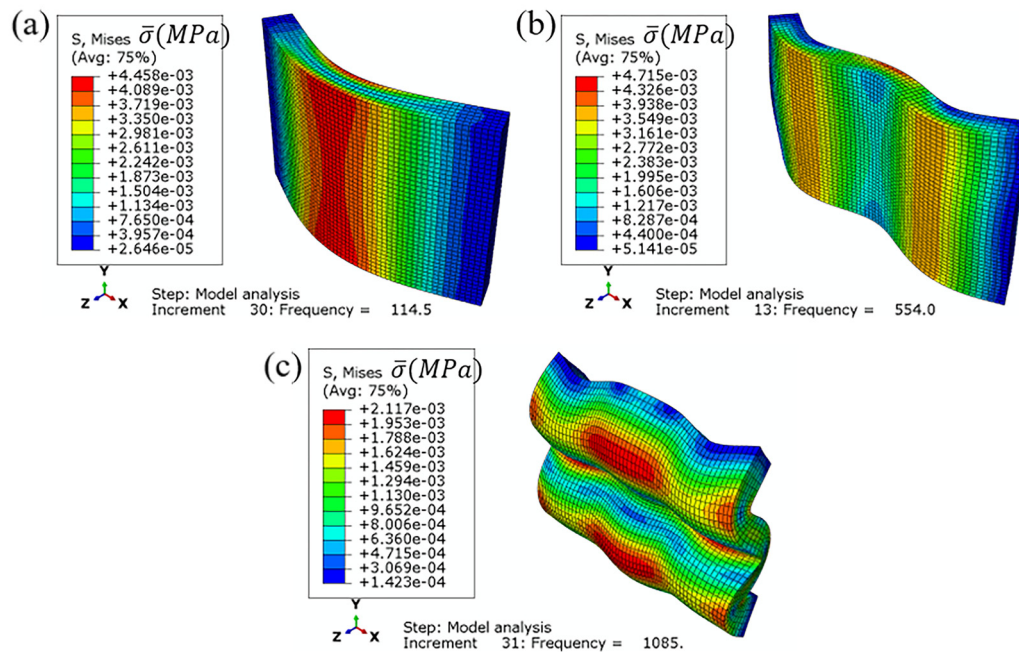 (a)
S, Mises σ̄(MPa)
(Avg: 75%)
+4.458e-03
+4.089e-03
+3.719e-03
+3.350e-03
+2.981e-03
+2.611e-03
+2.242e-03
+1.873e-03
+1.504e-03
+1.134e-03
+7.650e-04
+3.957e-04
+2.646e-05
Y
Z X
Step: Model analysis
Increment 30: Frequency = 114.5
(b)
S, Mises σ̄(MPa)
(Avg: 75%)
+4.715e-03
+4.326e-03
+3.938e-03
+3.549e-03
+3.161e-03
+2.772e-03
+2.383e-03
+1.995e-03
+1.606e-03
+1.217e-03
+8.287e-04
+4.400e-04
+5.141e-05
Y
Z X
Step: Model analysis
Increment 13: Frequency = 554.0
(c)
S, Mises σ̄(MPa)
(Avg: 75%)
+2.117e-03
+1.953e-03
+1.788e-03
+1.624e-03
+1.459e-03
+1.294e-03
+1.130e-03
+9.652e-04
+8.006e-04
+6.360e-04
+4.715e-04
+3.069e-04
+1.423e-04
Y
Z X
Step: Model analysis
Increment 31: Frequency = 1085.